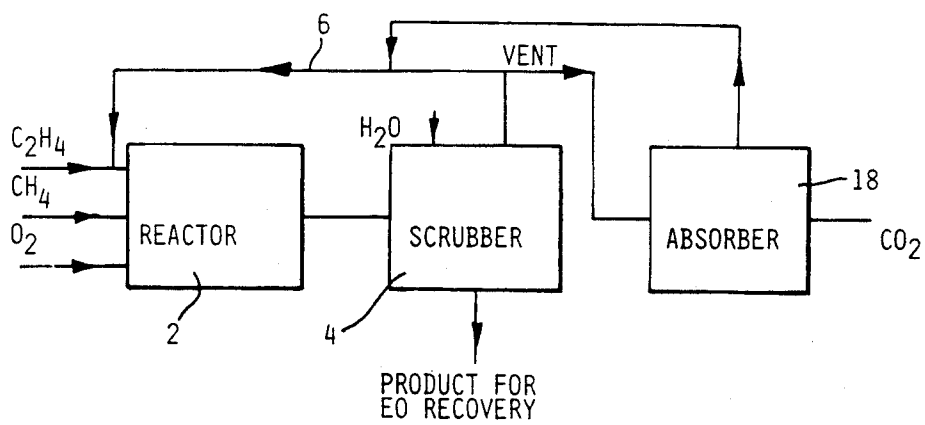 6
VENT
H2O
C2H4
CH4
O2
REACTOR
SCRUBBER
ABSORBER
18
CO2
2
4
PRODUCT FOR
EO RECOVERY